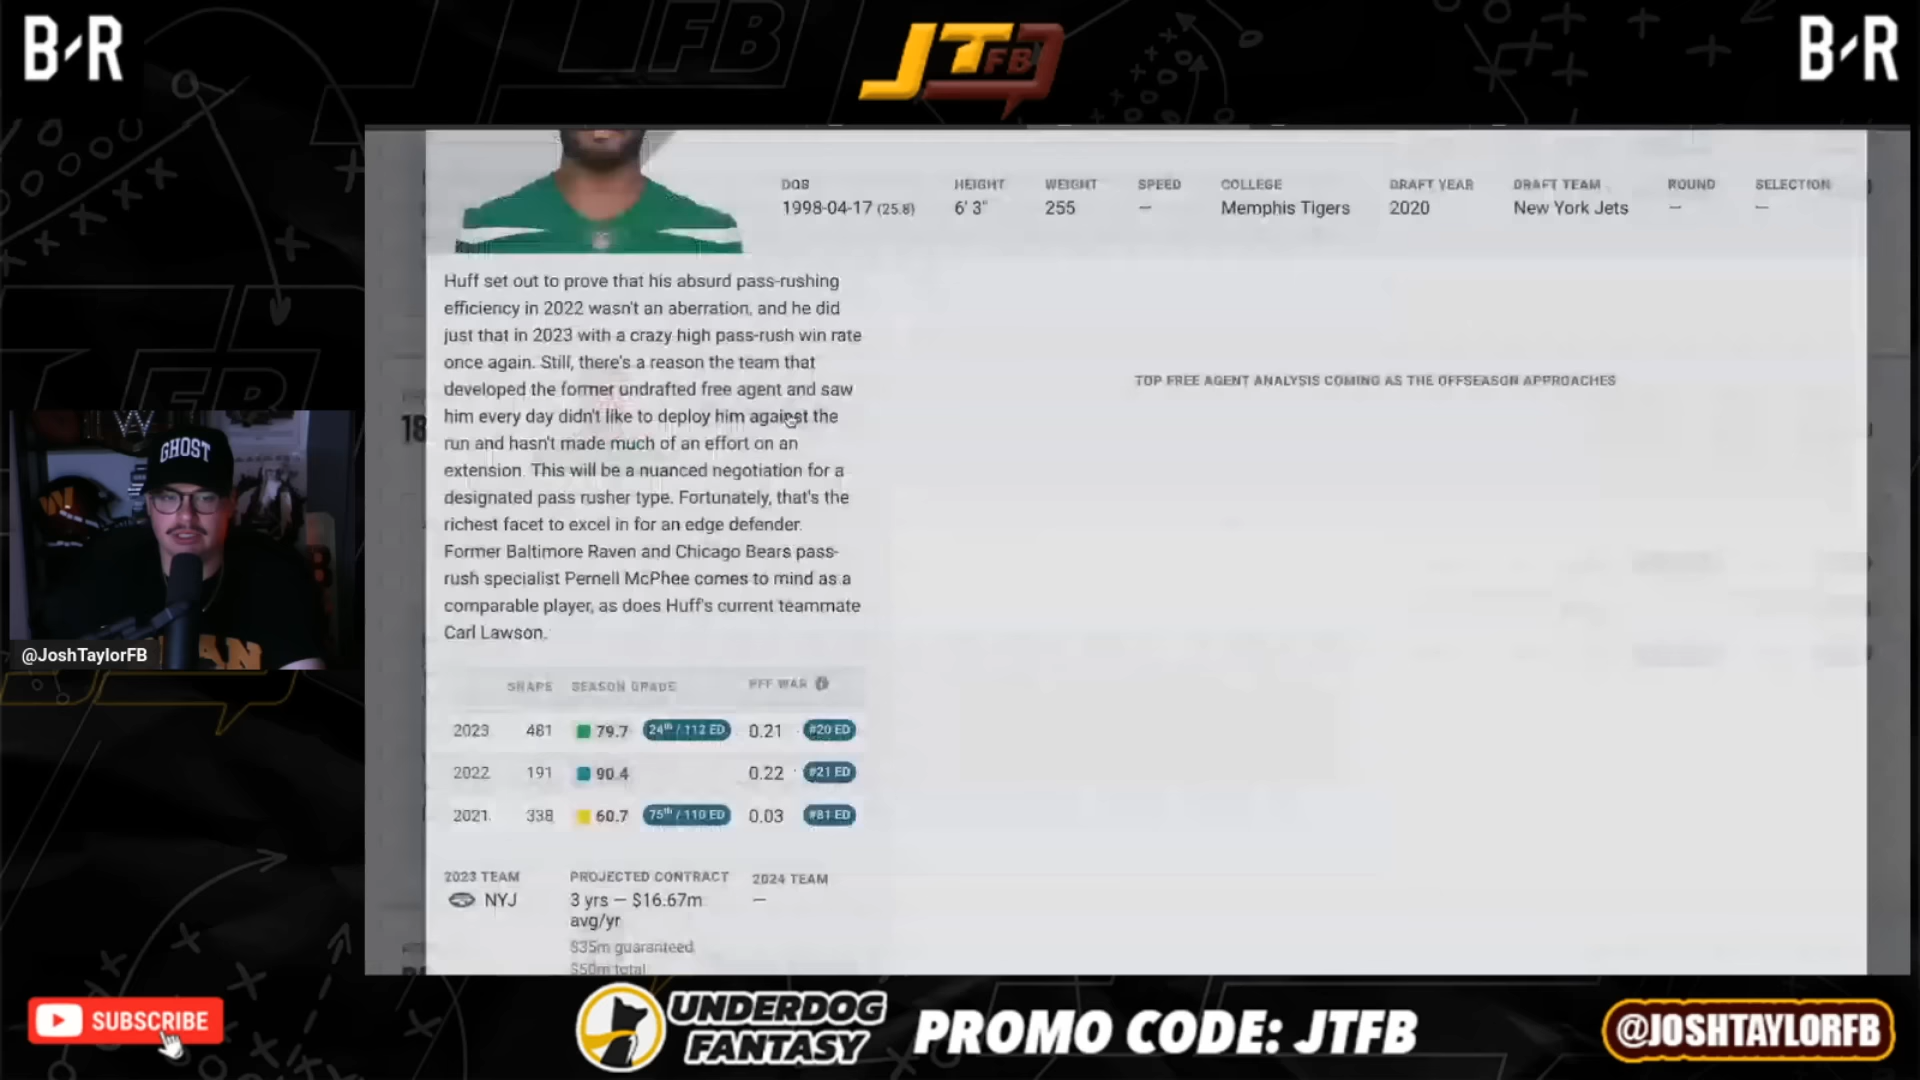 B/R
JT
FB
B/R
DOB
HEIGHT
WEIGHT
SPEED
COLLEGE
DRAFT YEAR
DRAFT TEAM
ROUND
SELECTION
1998-04-17 (25.8)
6' 3"
255
—
Memphis Tigers
2020
New York Jets
—
—
Huff set out to prove that his absurd pass-rushing
efficiency in 2022 wasn't an aberration, and he did
just that in 2023 with a crazy high pass-rush win rate
once again. Still, there's a reason the team that
developed the former undrafted free agent and saw
him every day didn't like to deploy him against the
run and hasn't made much of an effort on an
extension. This will be a nuanced negotiation for a
designated pass rusher type. Fortunately, that's the
richest facet to excel in for an edge defender.
Former Baltimore Raven and Chicago Bears pass-
rush specialist Pernell McPhee comes to mind as a
comparable player, as does Huff's current teammate
Carl Lawson.
TOP FREE AGENT ANALYSIS COMING AS THE OFFSEASON APPROACHES
18
GHOST
@JoshTaylorFB
SNAPS SEASON GRADE PFF WAR
2023 481 79.7 24th / 112 ED 0.21 #20 ED
2022 191 90.4 0.22 #21 ED
2021 338 60.7 75th / 110 ED 0.03 #81 ED
2023 TEAM PROJECTED CONTRACT 2024 TEAM
NYJ 3 yrs — $16.67m —
avg/yr
$35m guaranteed
$50m total
SUBSCRIBE
UNDERDOG
FANTASY
PROMO CODE: JTFB
@JOSHTAYLORFB